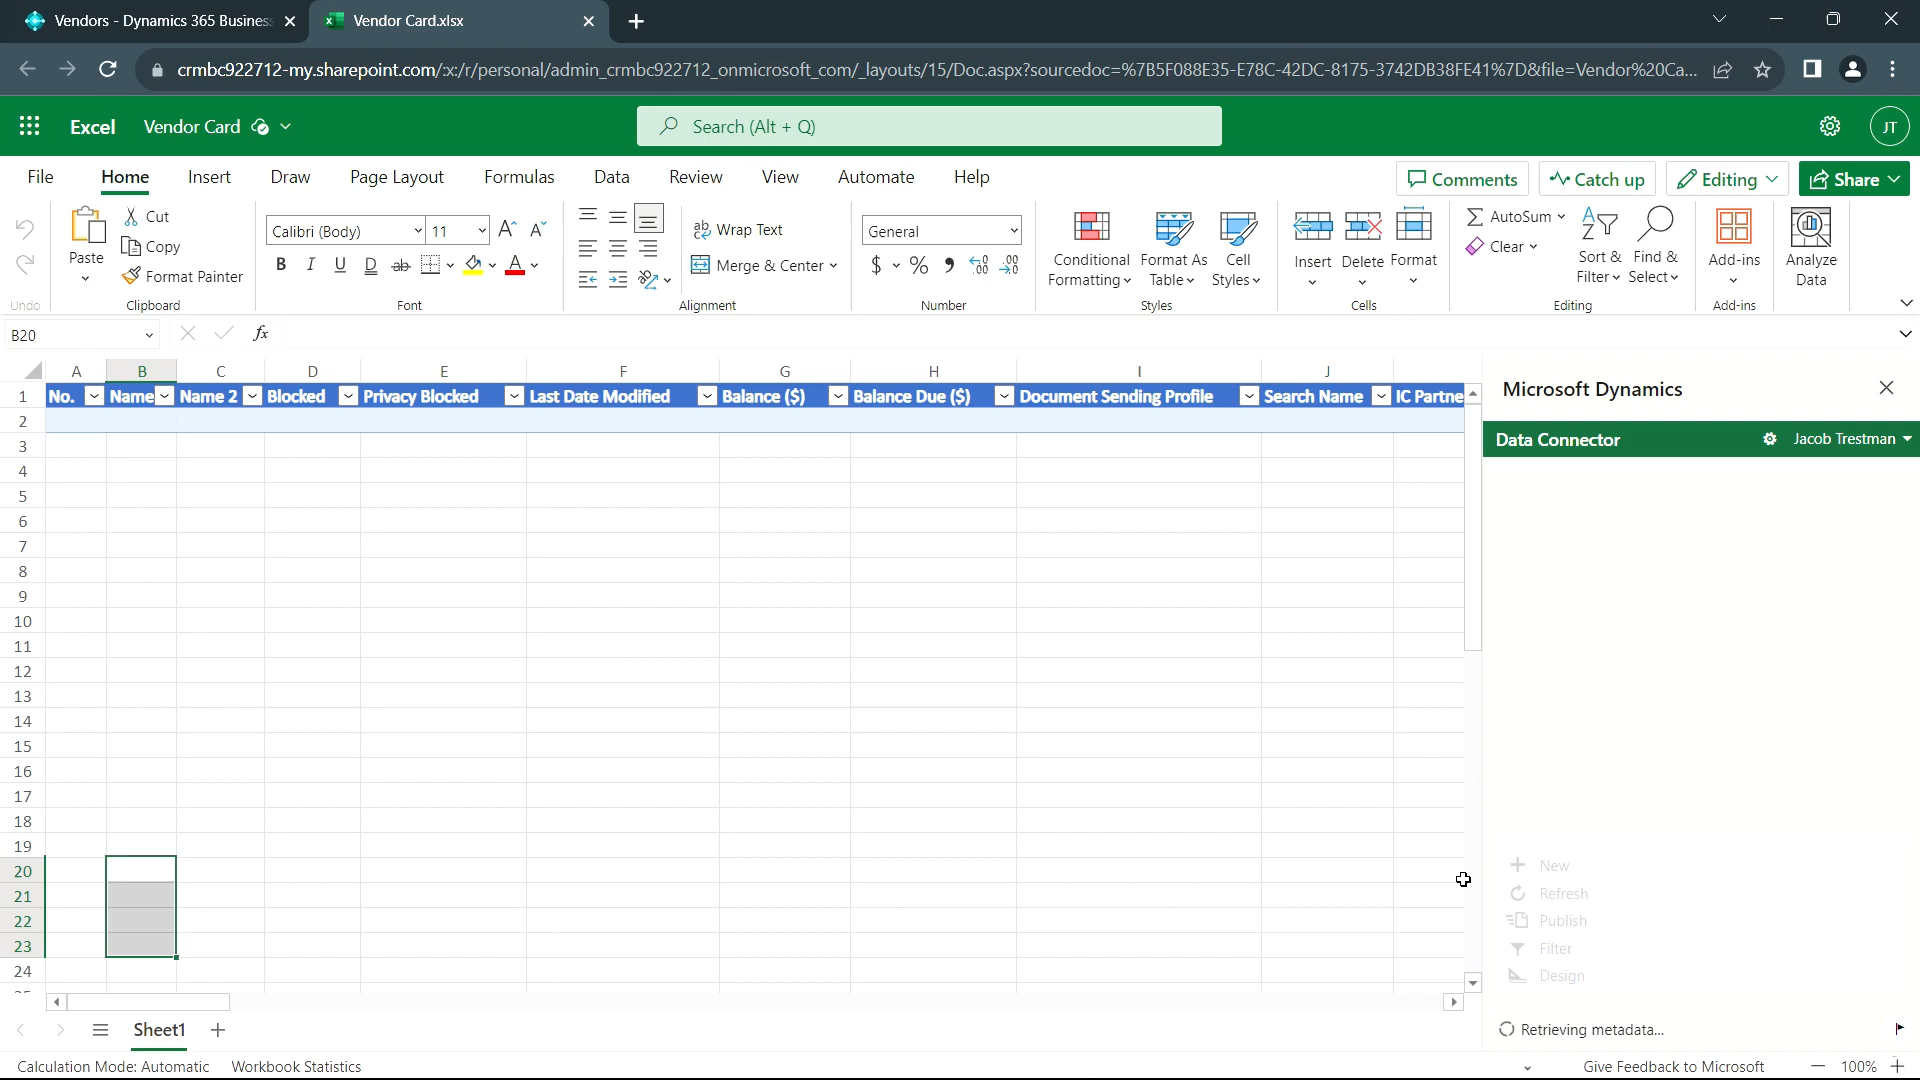 Vendors - Dynamics 365 Business
Vendor Card.xlsx
crmbc922712-my.sharepoint.com/:x:/r/personal/admin_crmbc922712_onmicrosoft_com/_layouts/15/Doc.aspx?sourcedoc=%7B5F088E35-E78C-42DC-8175-3742DB38FE41%7D&file=Vendor%20Ca...
Excel Vendor Card Search (Alt + Q) JT
File Home Insert Draw Page Layout Formulas Data Review View Automate Help Comments Catch up Editing Share
Paste Cut Copy Format Painter
Calibri (Body) 11
B I U D ab
Wrap Text
Merge & Center
General
$ % 9
Conditional Formatting Format As Table Cell Styles
Insert Delete Format
AutoSum
Clear
Sort & Filter Find & Select
Add-ins
Analyze Data
Undo Clipboard Font Alignment Number Styles Cells Editing Add-ins
B20 fx
A B C D E F G H I J
1 No. Name Name 2 Blocked Privacy Blocked Last Date Modified Balance ($) Balance Due ($) Document Sending Profile Search Name IC Partne
2
3
4
5
6
7
8
9
10
11
12
13
14
15
16
17
18
19
20
21
22
23
24
Microsoft Dynamics
Data Connector Jacob Trestman
New
Refresh
Publish
Filter
Design
Retrieving metadata...
Sheet1
Calculation Mode: Automatic Workbook Statistics Give Feedback to Microsoft 100%